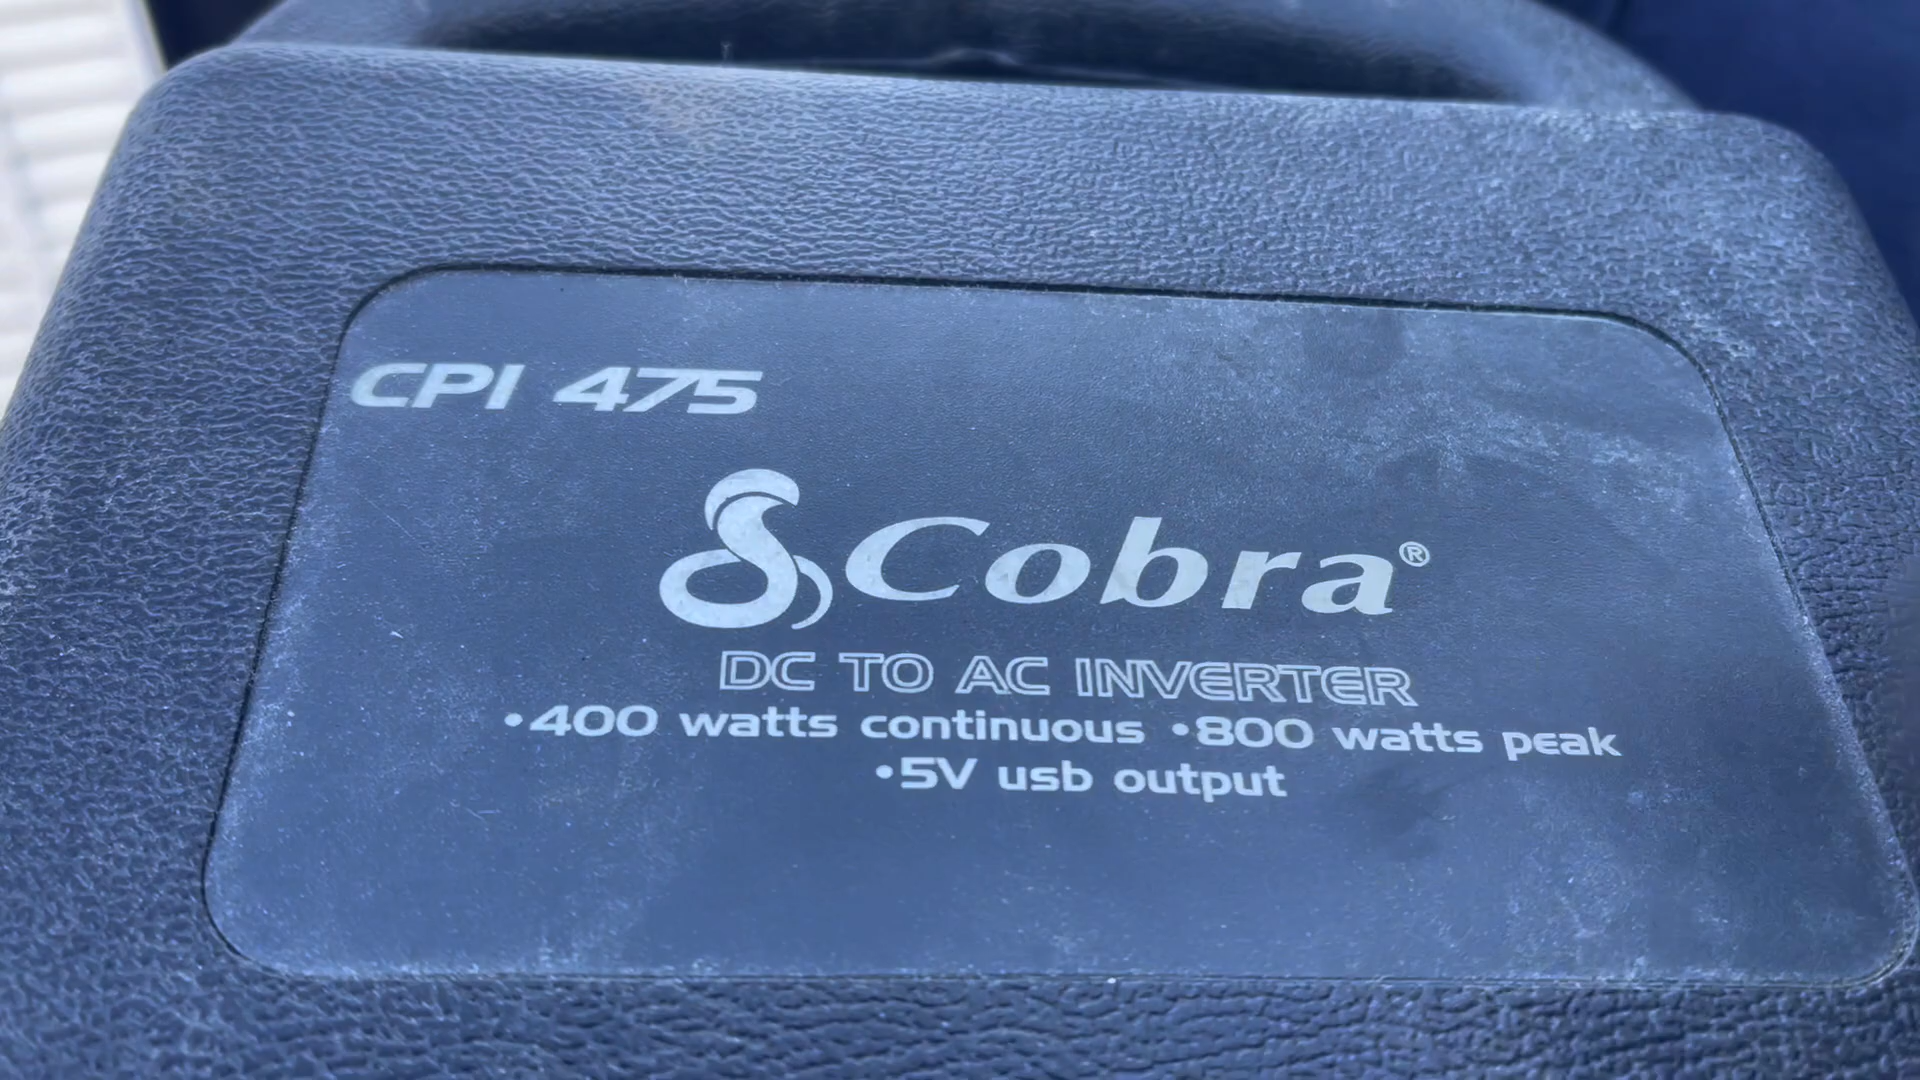 CPI 475
Cobra®
DC TO AC INVERTER
•400 watts continuous •800 watts peak
•5V usb output